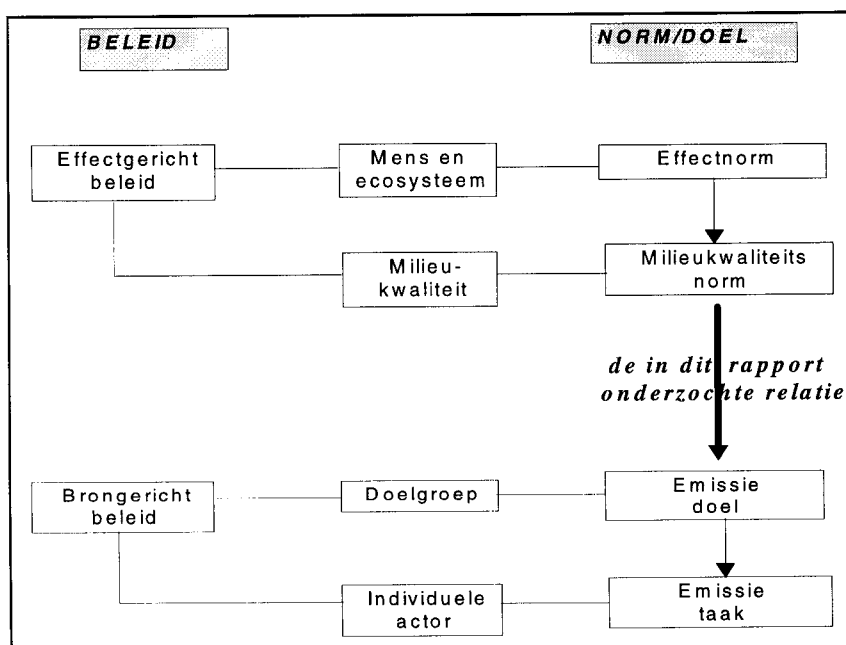 BELEID
NORM/DOEL
Effectgericht
beleid
Mens en
ecosysteem
Effectnorm
Milieu-
kwaliteit
Milieukwaliteits
norm
de in dit rapport
onderzochte relatie
Brongericht
beleid
Doelgroep
Emissie
doel
Individuele
actor
Emissie
taak